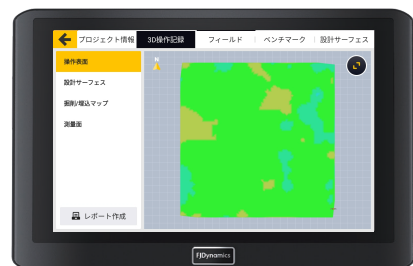 プロジェクト情報
3D操作記録
フィールド
ベンチマーク
設計サーフェス
操作表面
設計サーフェス
掘削/埋込マップ
測量面
N
レポート作成
FJDynamics